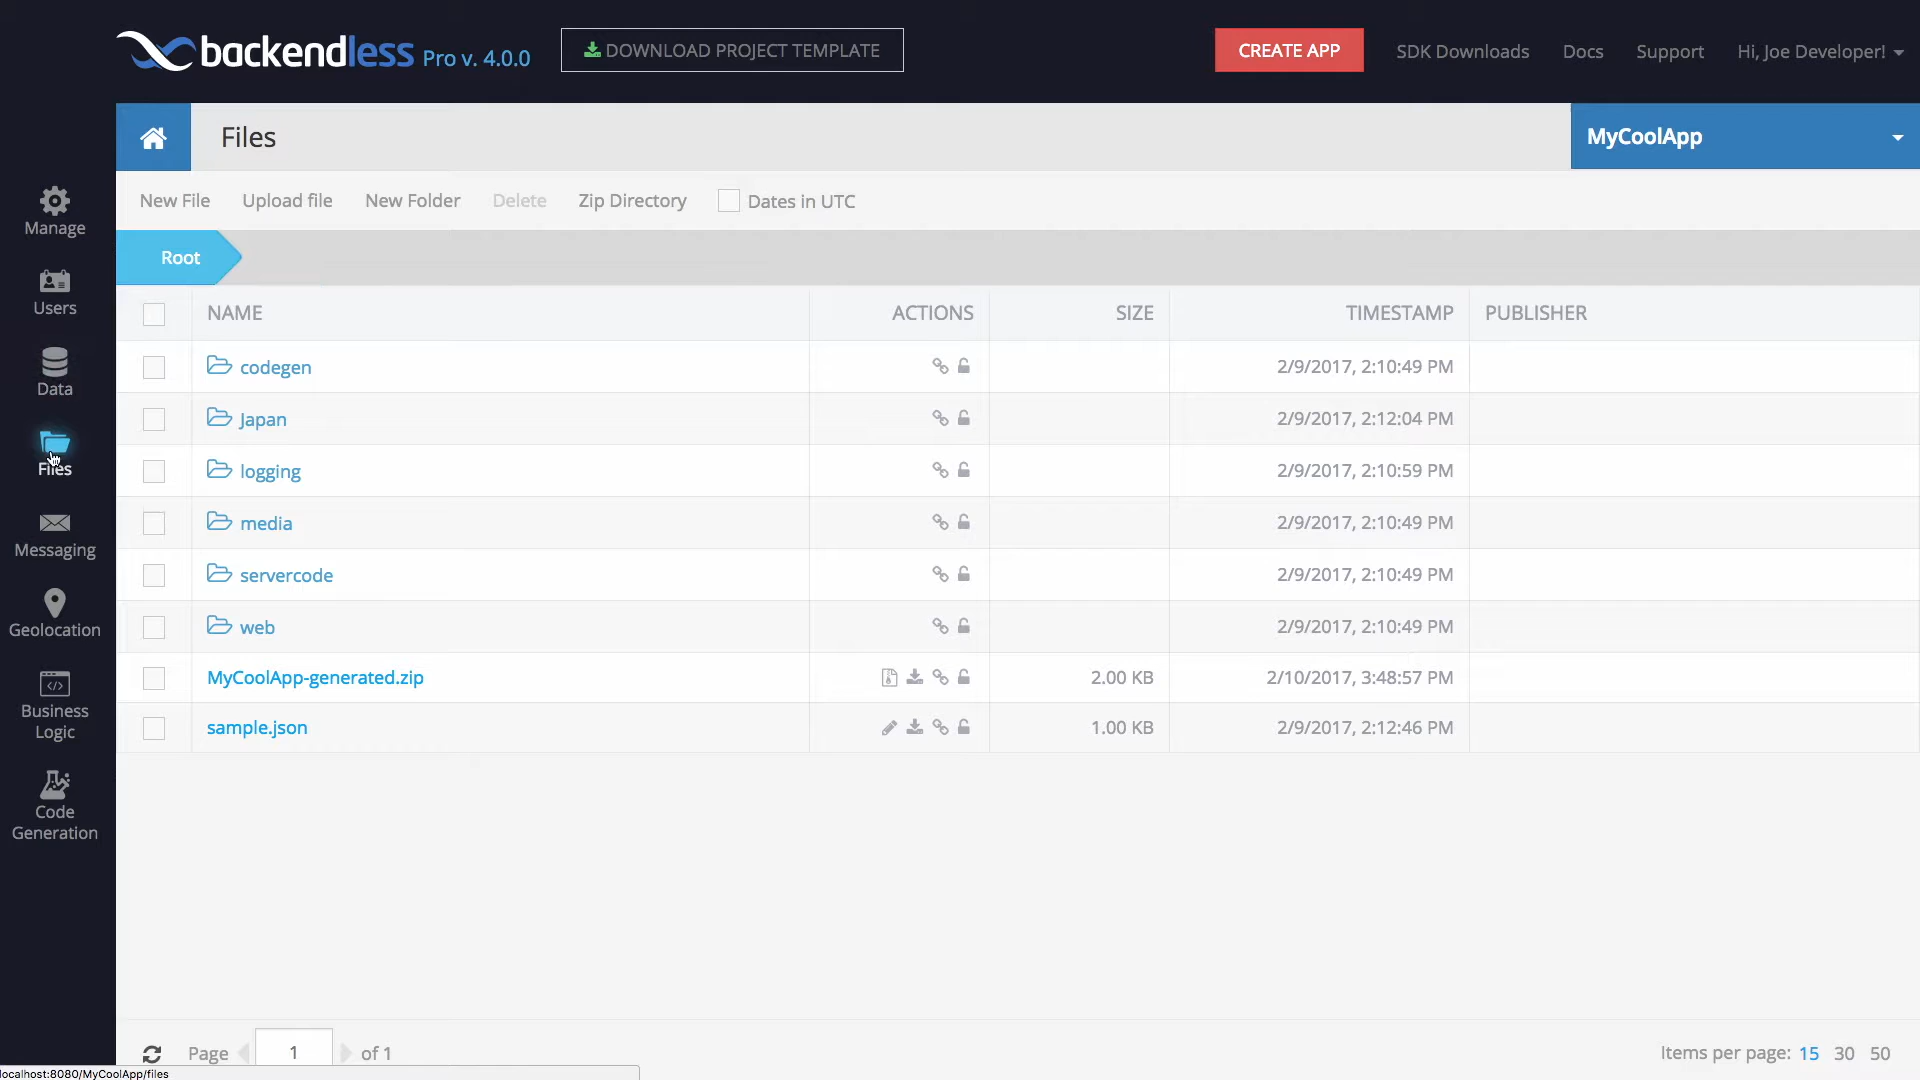 backendless Pro v. 4.0.0
DOWNLOAD PROJECT TEMPLATE
CREATE APP
SDK Downloads
Docs
Support
Hi, Joe Developer!
Files
MyCoolApp
New File
Upload file
New Folder
Delete
Zip Directory
Dates in UTC
Manage
Users
Data
Files
Messaging
Geolocation
Business
Logic
Code
Generation
Root
NAME ACTIONS SIZE TIMESTAMP PUBLISHER
codegen 2/9/2017, 2:10:49 PM
Japan 2/9/2017, 2:12:04 PM
logging 2/9/2017, 2:10:59 PM
media 2/9/2017, 2:10:49 PM
servercode 2/9/2017, 2:10:49 PM
web 2/9/2017, 2:10:49 PM
MyCoolApp-generated.zip 2.00 KB 2/10/2017, 3:48:57 PM
sample.json 1.00 KB 2/9/2017, 2:12:46 PM
Page 1 of 1
Items per page: 15 30 50
localhost:8080/MyCoolApp/files